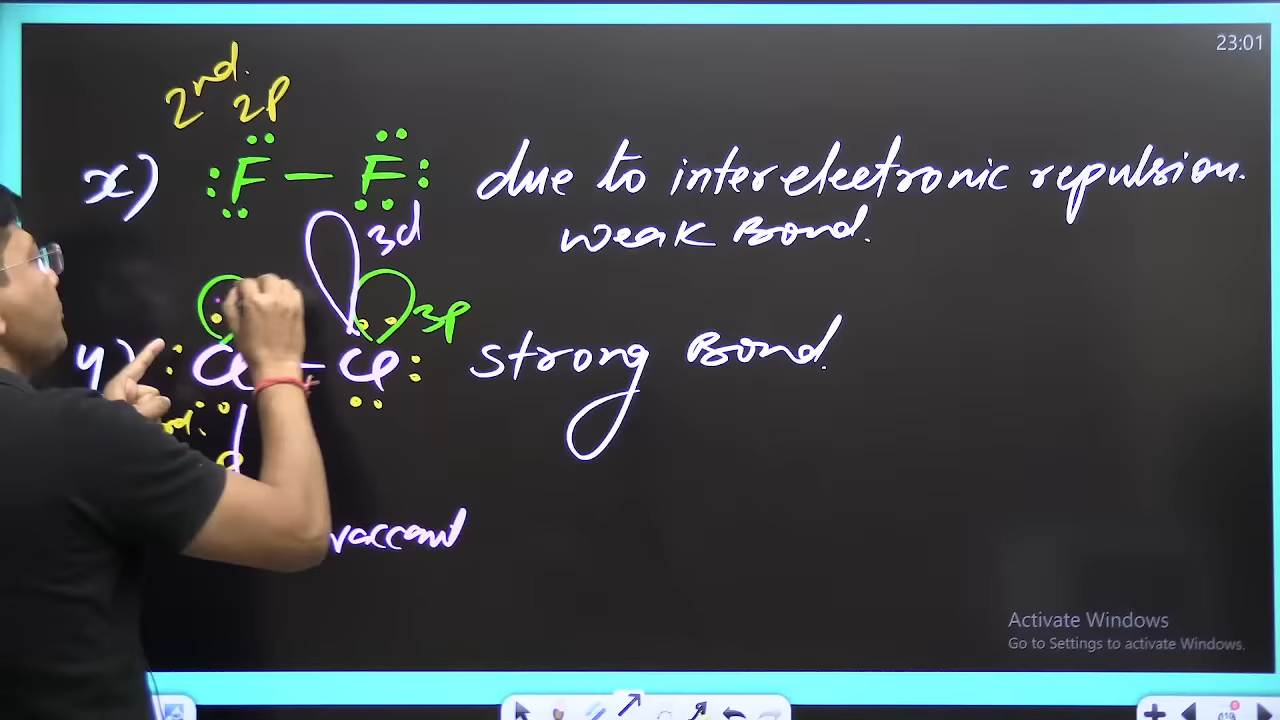 23:01
2nd. 2p
x) :F̈ — F̈: due to interelectronic repulsion.
weak Bond.
3d
3p
y) Cl — Cl: strong Bond.
vaccant
Activate Windows
Go to Settings to activate Windows.